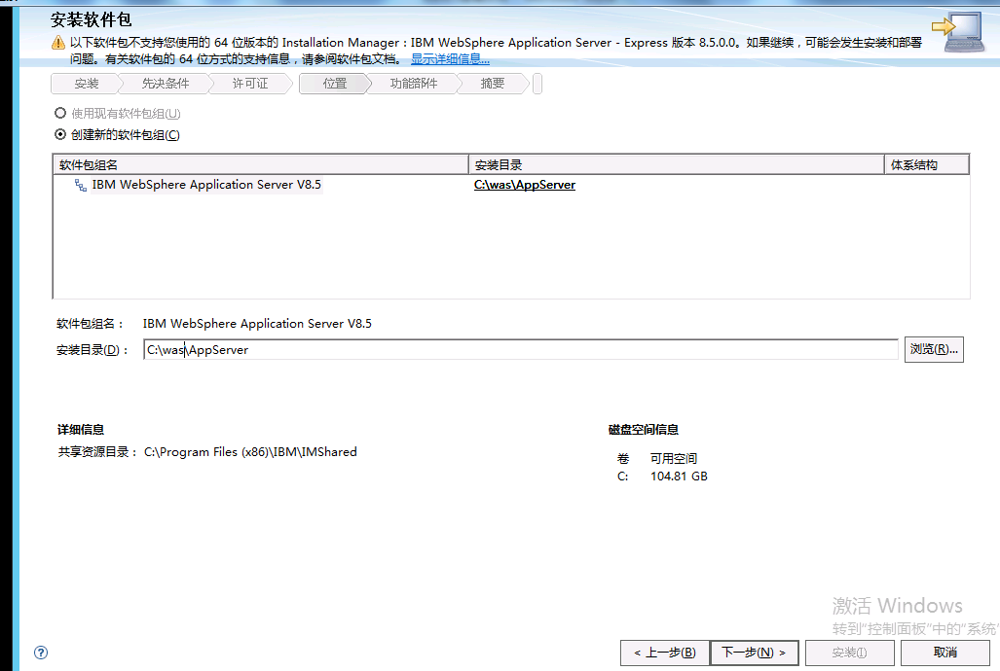 安装软件包
以下软件包不支持您使用的 64 位版本的 Installation Manager：IBM WebSphere Application Server - Express 版本 8.5.0.0。如果继续，可能会发生安装和部署
问题。有关软件包的 64 位方式的支持信息，请参阅软件包文档。 显示详细信息...
安装 先决条件 许可证 位置 功能部件 摘要
使用现有软件包组(U)
创建新的软件包组(C)
软件包组名 安装目录 体系结构
IBM WebSphere Application Server V8.5 C:\was\AppServer
软件包组名： IBM WebSphere Application Server V8.5
安装目录(D)： C:\was\AppServer 浏览(R)...
详细信息 磁盘空间信息
共享资源目录： C:\Program Files (x86)\IBM\IMShared
卷 可用空间
C: 104.81 GB
激活 Windows
转到"控制面板"中的"系统"
? < 上一步(B) 下一步(N) > 安装(I) 取消